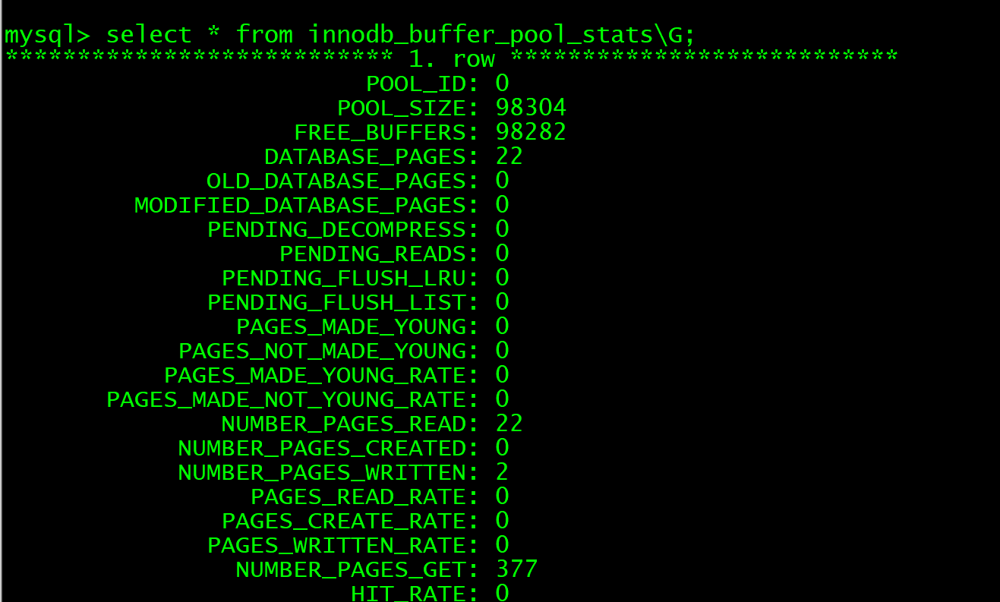 mysql> select * from innodb_buffer_pool_stats\G;
*************************** 1. row ***************************
POOL_ID: 0
POOL_SIZE: 98304
FREE_BUFFERS: 98282
DATABASE_PAGES: 22
OLD_DATABASE_PAGES: 0
MODIFIED_DATABASE_PAGES: 0
PENDING_DECOMPRESS: 0
PENDING_READS: 0
PENDING_FLUSH_LRU: 0
PENDING_FLUSH_LIST: 0
PAGES_MADE_YOUNG: 0
PAGES_NOT_MADE_YOUNG: 0
PAGES_MADE_YOUNG_RATE: 0
PAGES_MADE_NOT_YOUNG_RATE: 0
NUMBER_PAGES_READ: 22
NUMBER_PAGES_CREATED: 0
NUMBER_PAGES_WRITTEN: 2
PAGES_READ_RATE: 0
PAGES_CREATE_RATE: 0
PAGES_WRITTEN_RATE: 0
NUMBER_PAGES_GET: 377
HIT_RATE: 0